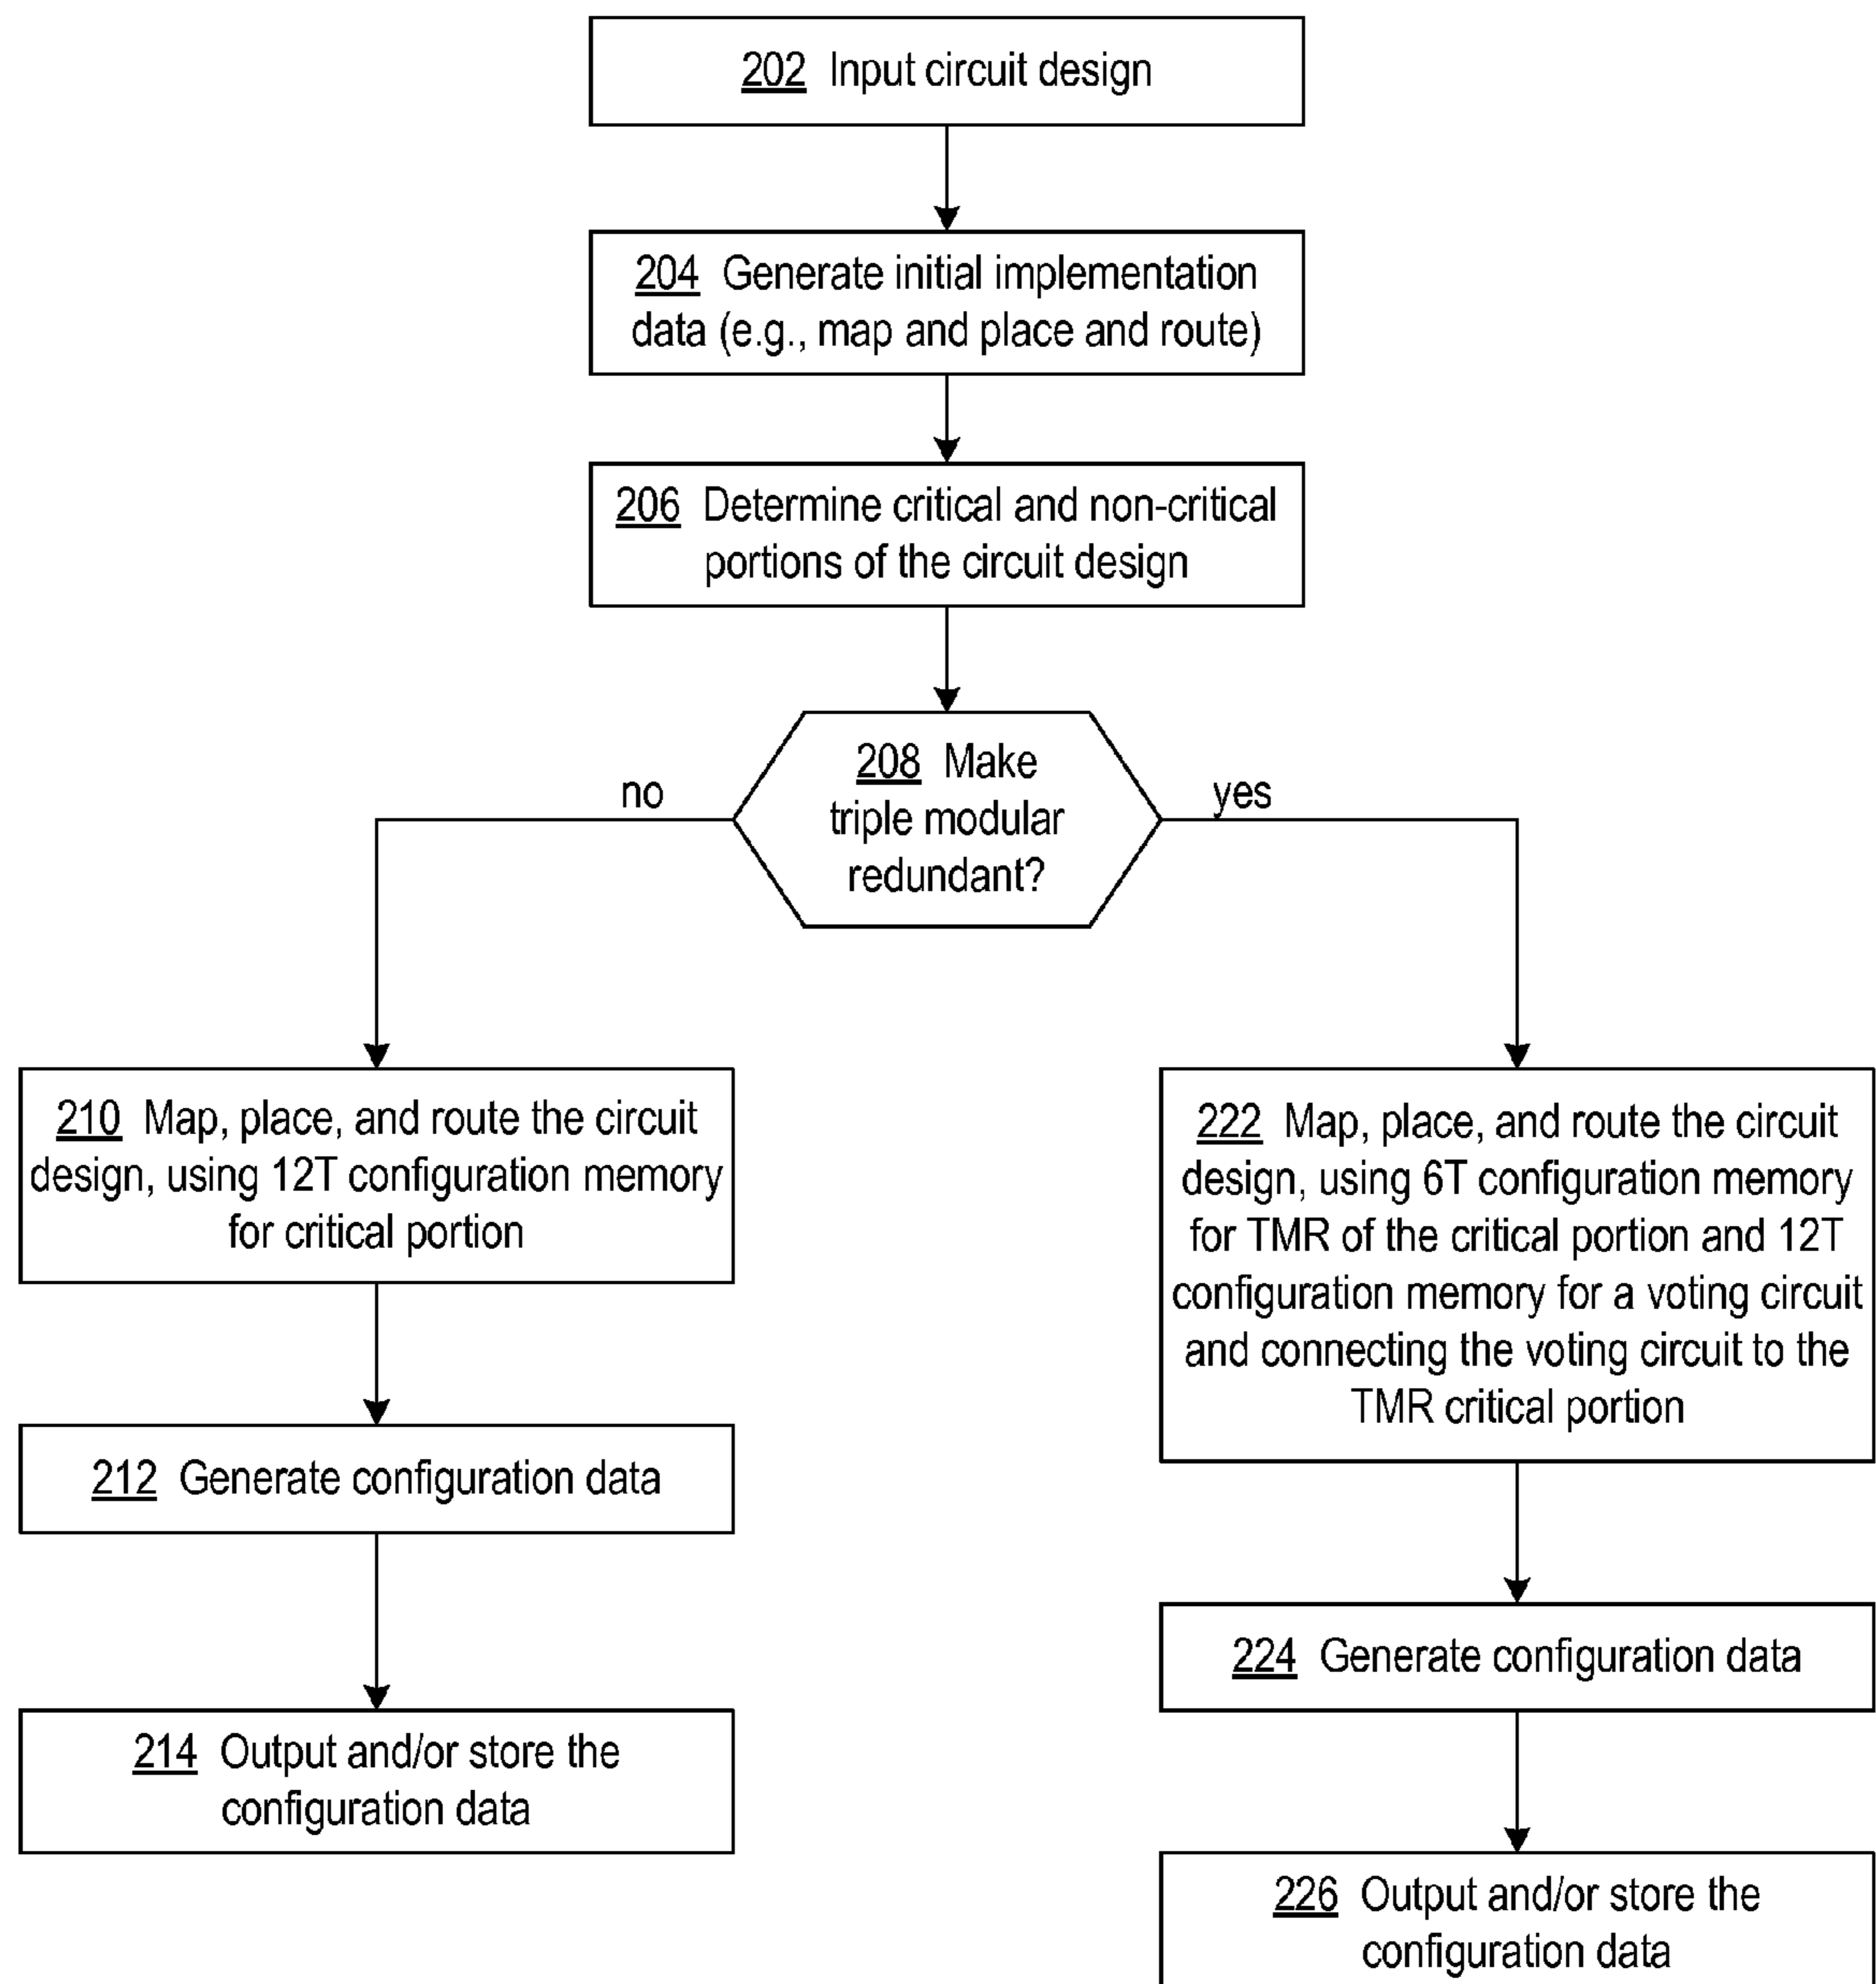 202 Input circuit design
204 Generate initial implementation
data (e.g., map and place and route)
206 Determine critical and non-critical
portions of the circuit design
208 Make
triple modular
redundant?
no
yes
210 Map, place, and route the circuit
design, using 12T configuration memory
for critical portion
212 Generate configuration data
214 Output and/or store the
configuration data
222 Map, place, and route the circuit
design, using 6T configuration memory
for TMR of the critical portion and 12T
configuration memory for a voting circuit
and connecting the voting circuit to the
TMR critical portion
224 Generate configuration data
226 Output and/or store the
configuration data